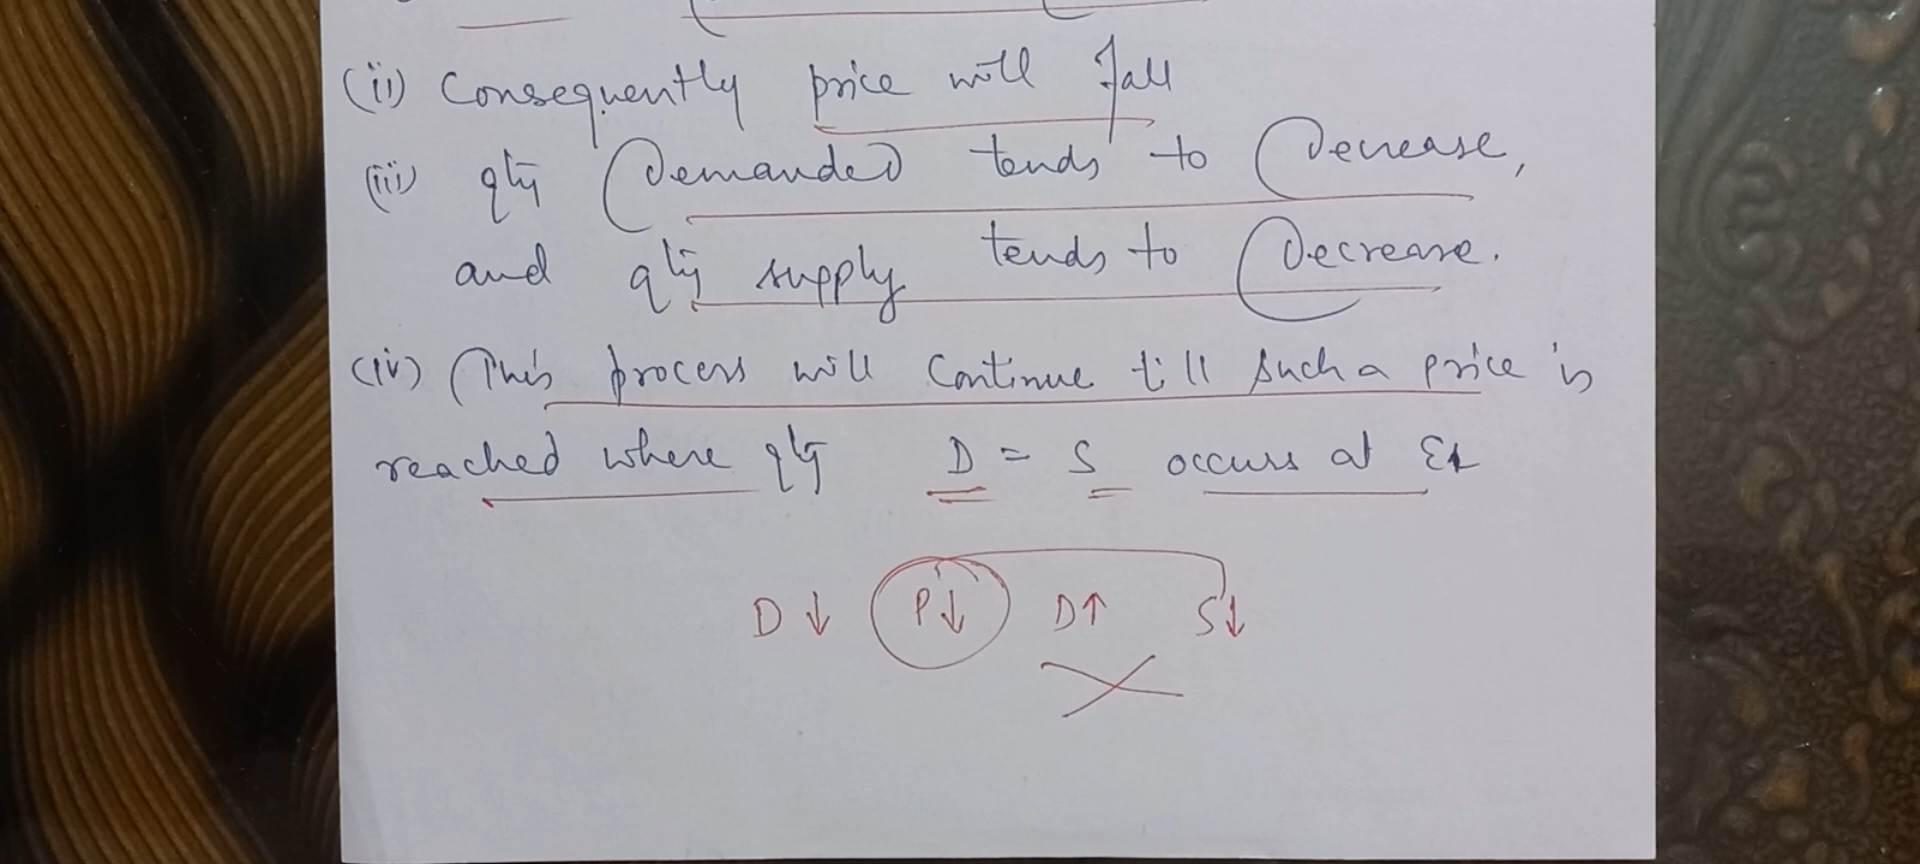 (ii) Consequently price will fall
(iii) qty Demanded tends to Decrease,
and qty supply tends to Decrease.
(iv) This process will Continue till Such a price is
reached where qty D = S occurs at E1
D ↓ P↓ D↑ S↓